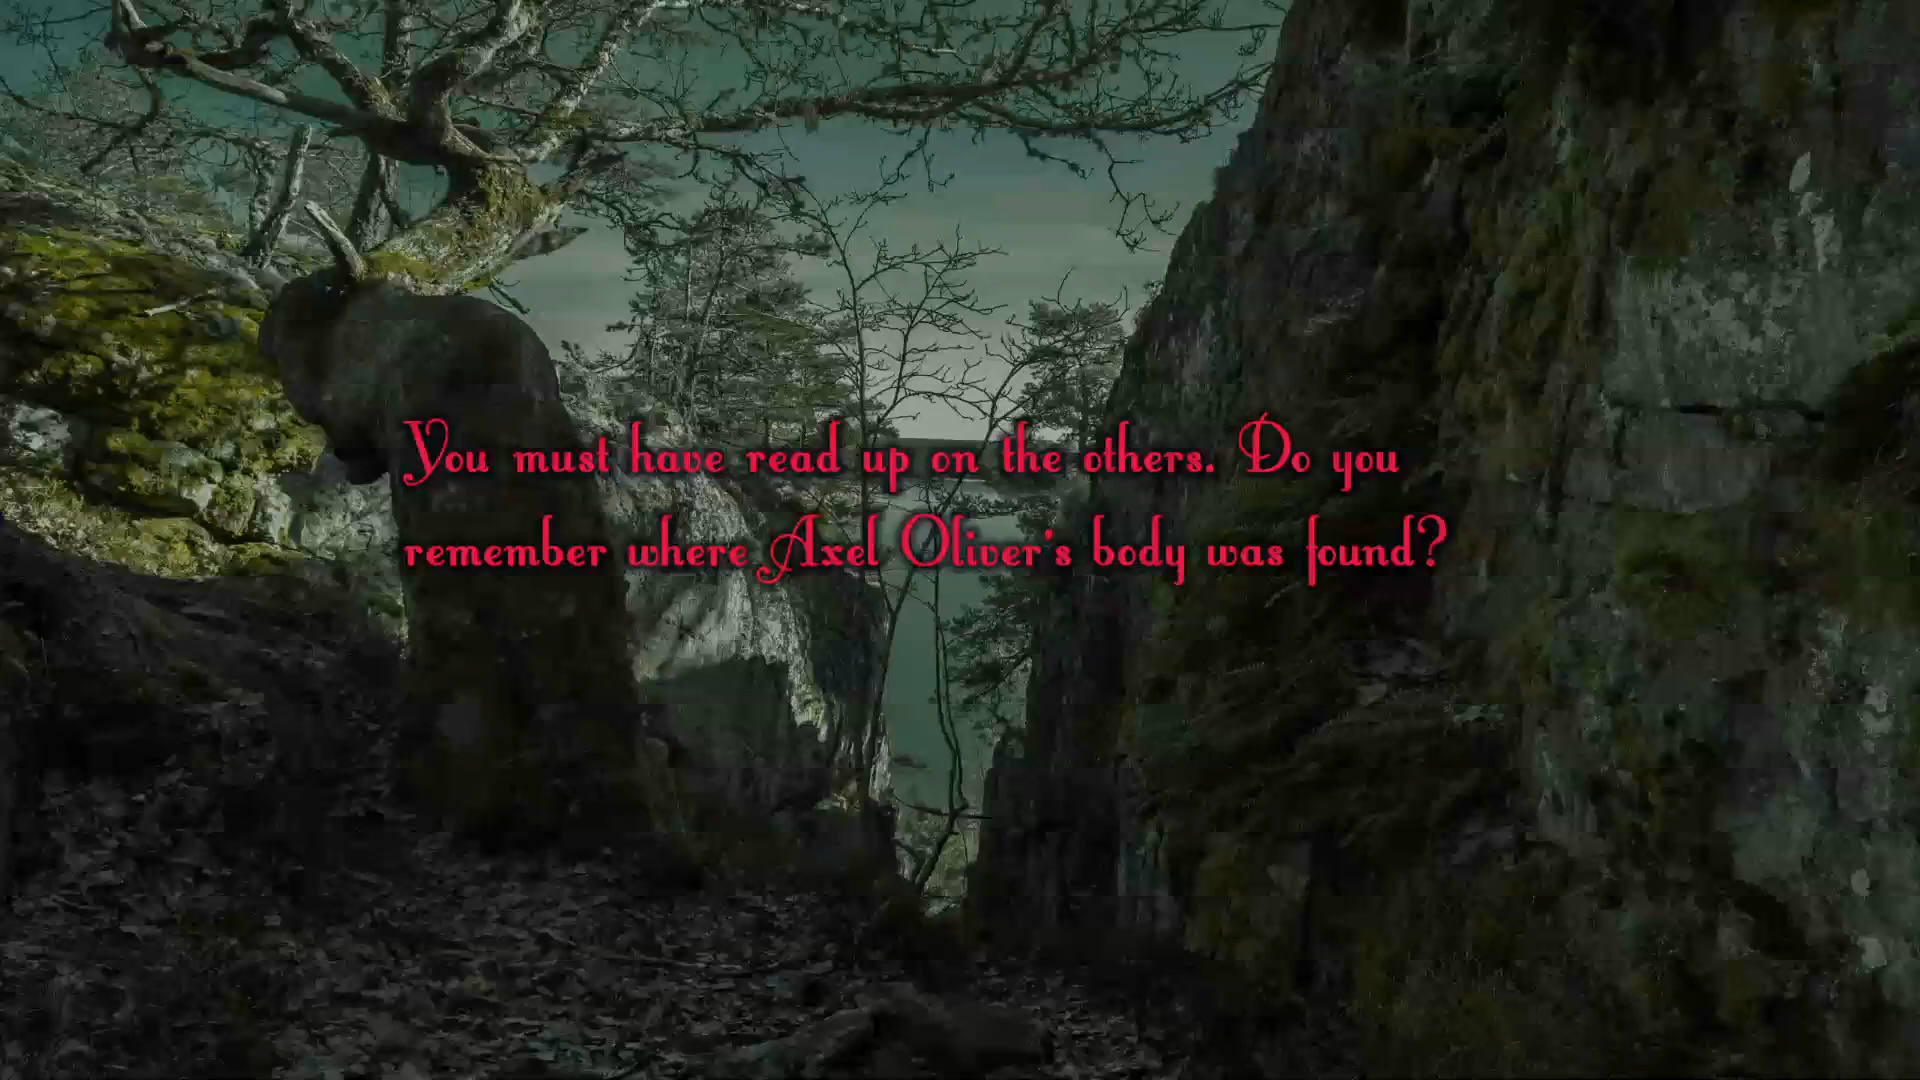 You must have read up on the others. Do you
remember where Axel Oliver's body was found?